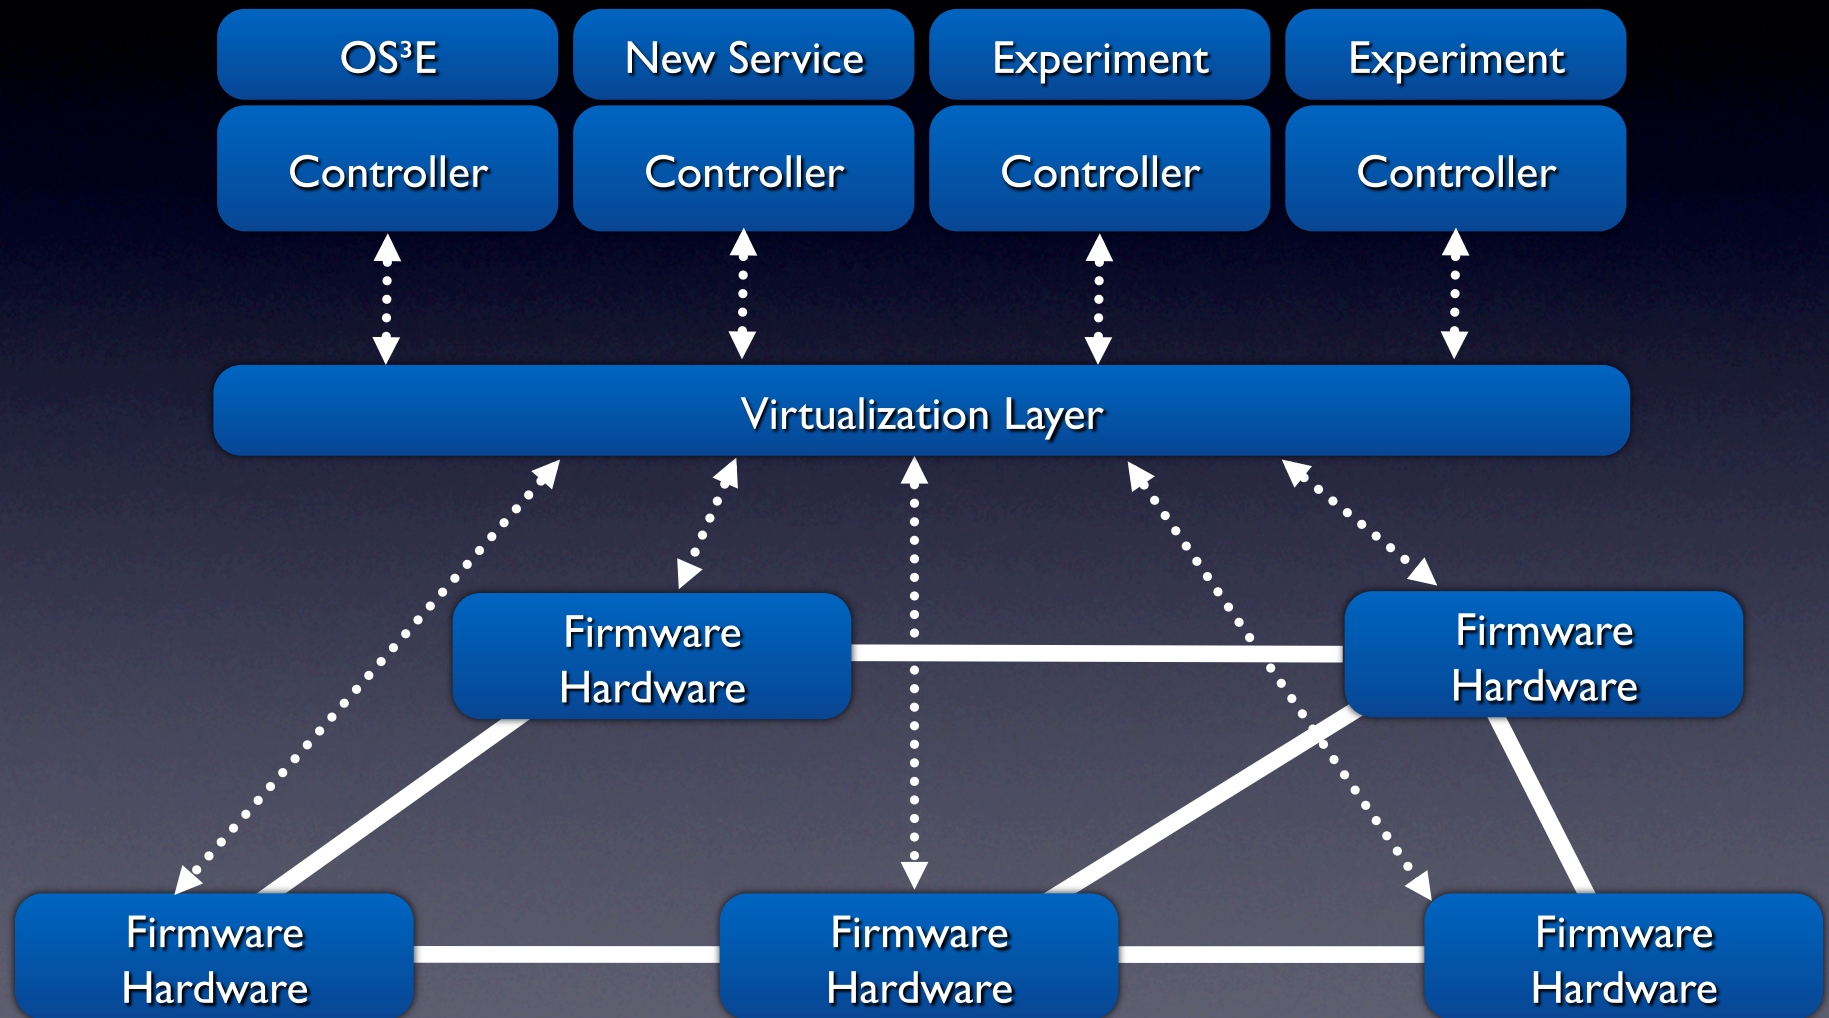 OS³E
New Service
Experiment
Experiment
Controller
Controller
Controller
Controller
Virtualization Layer
Firmware
Hardware
Firmware
Hardware
Firmware
Hardware
Firmware
Hardware
Firmware
Hardware